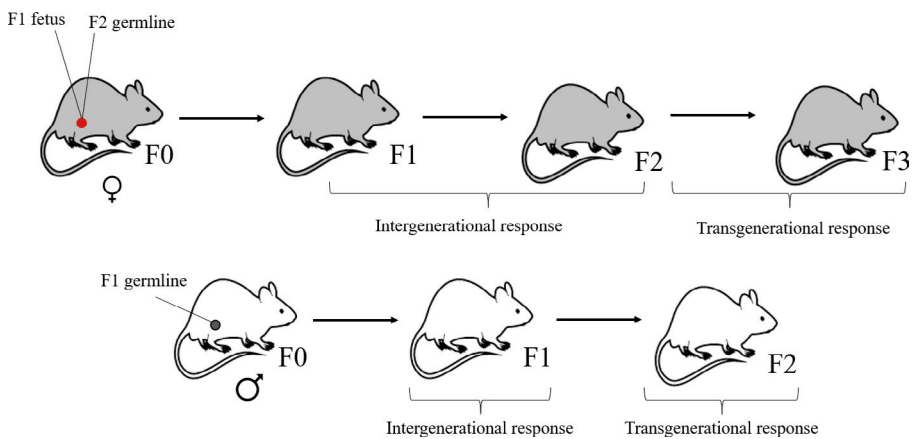 F1 fetus F2 germline
F0 F1 F2 F3
♀
Intergenerational response Transgenerational response
F1 germline
F0 F1 F2
♂
Intergenerational response Transgenerational response